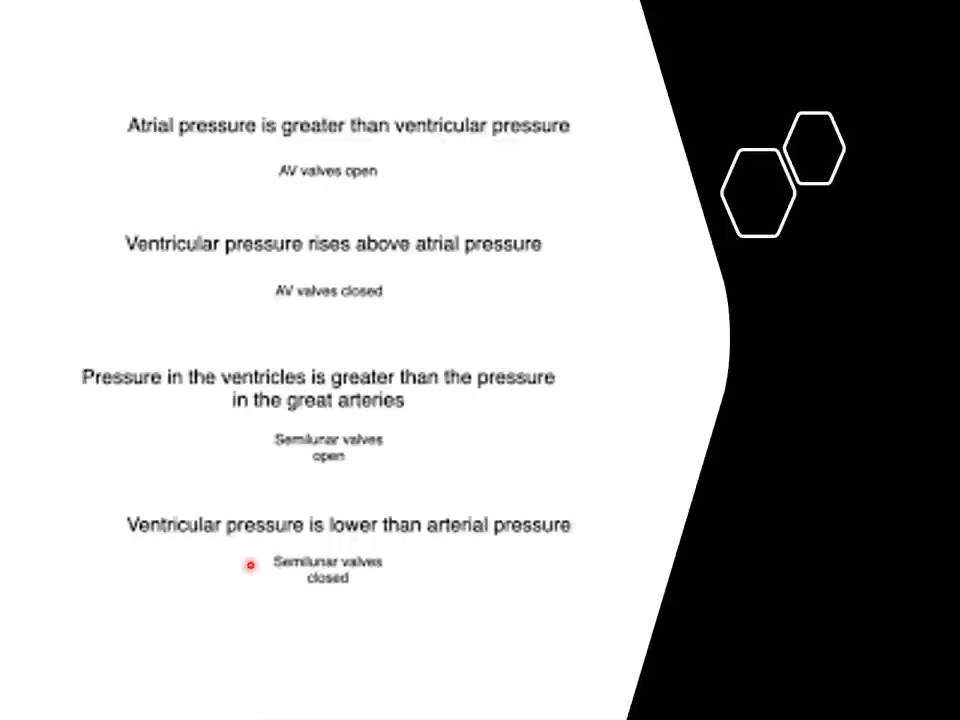 Atrial pressure is greater than ventricular pressure
AV valves open
Ventricular pressure rises above atrial pressure
AV valves closed
Pressure in the ventricles is greater than the pressure
in the great arteries
Semilunar valves
open
Ventricular pressure is lower than arterial pressure
Semilunar valves
closed